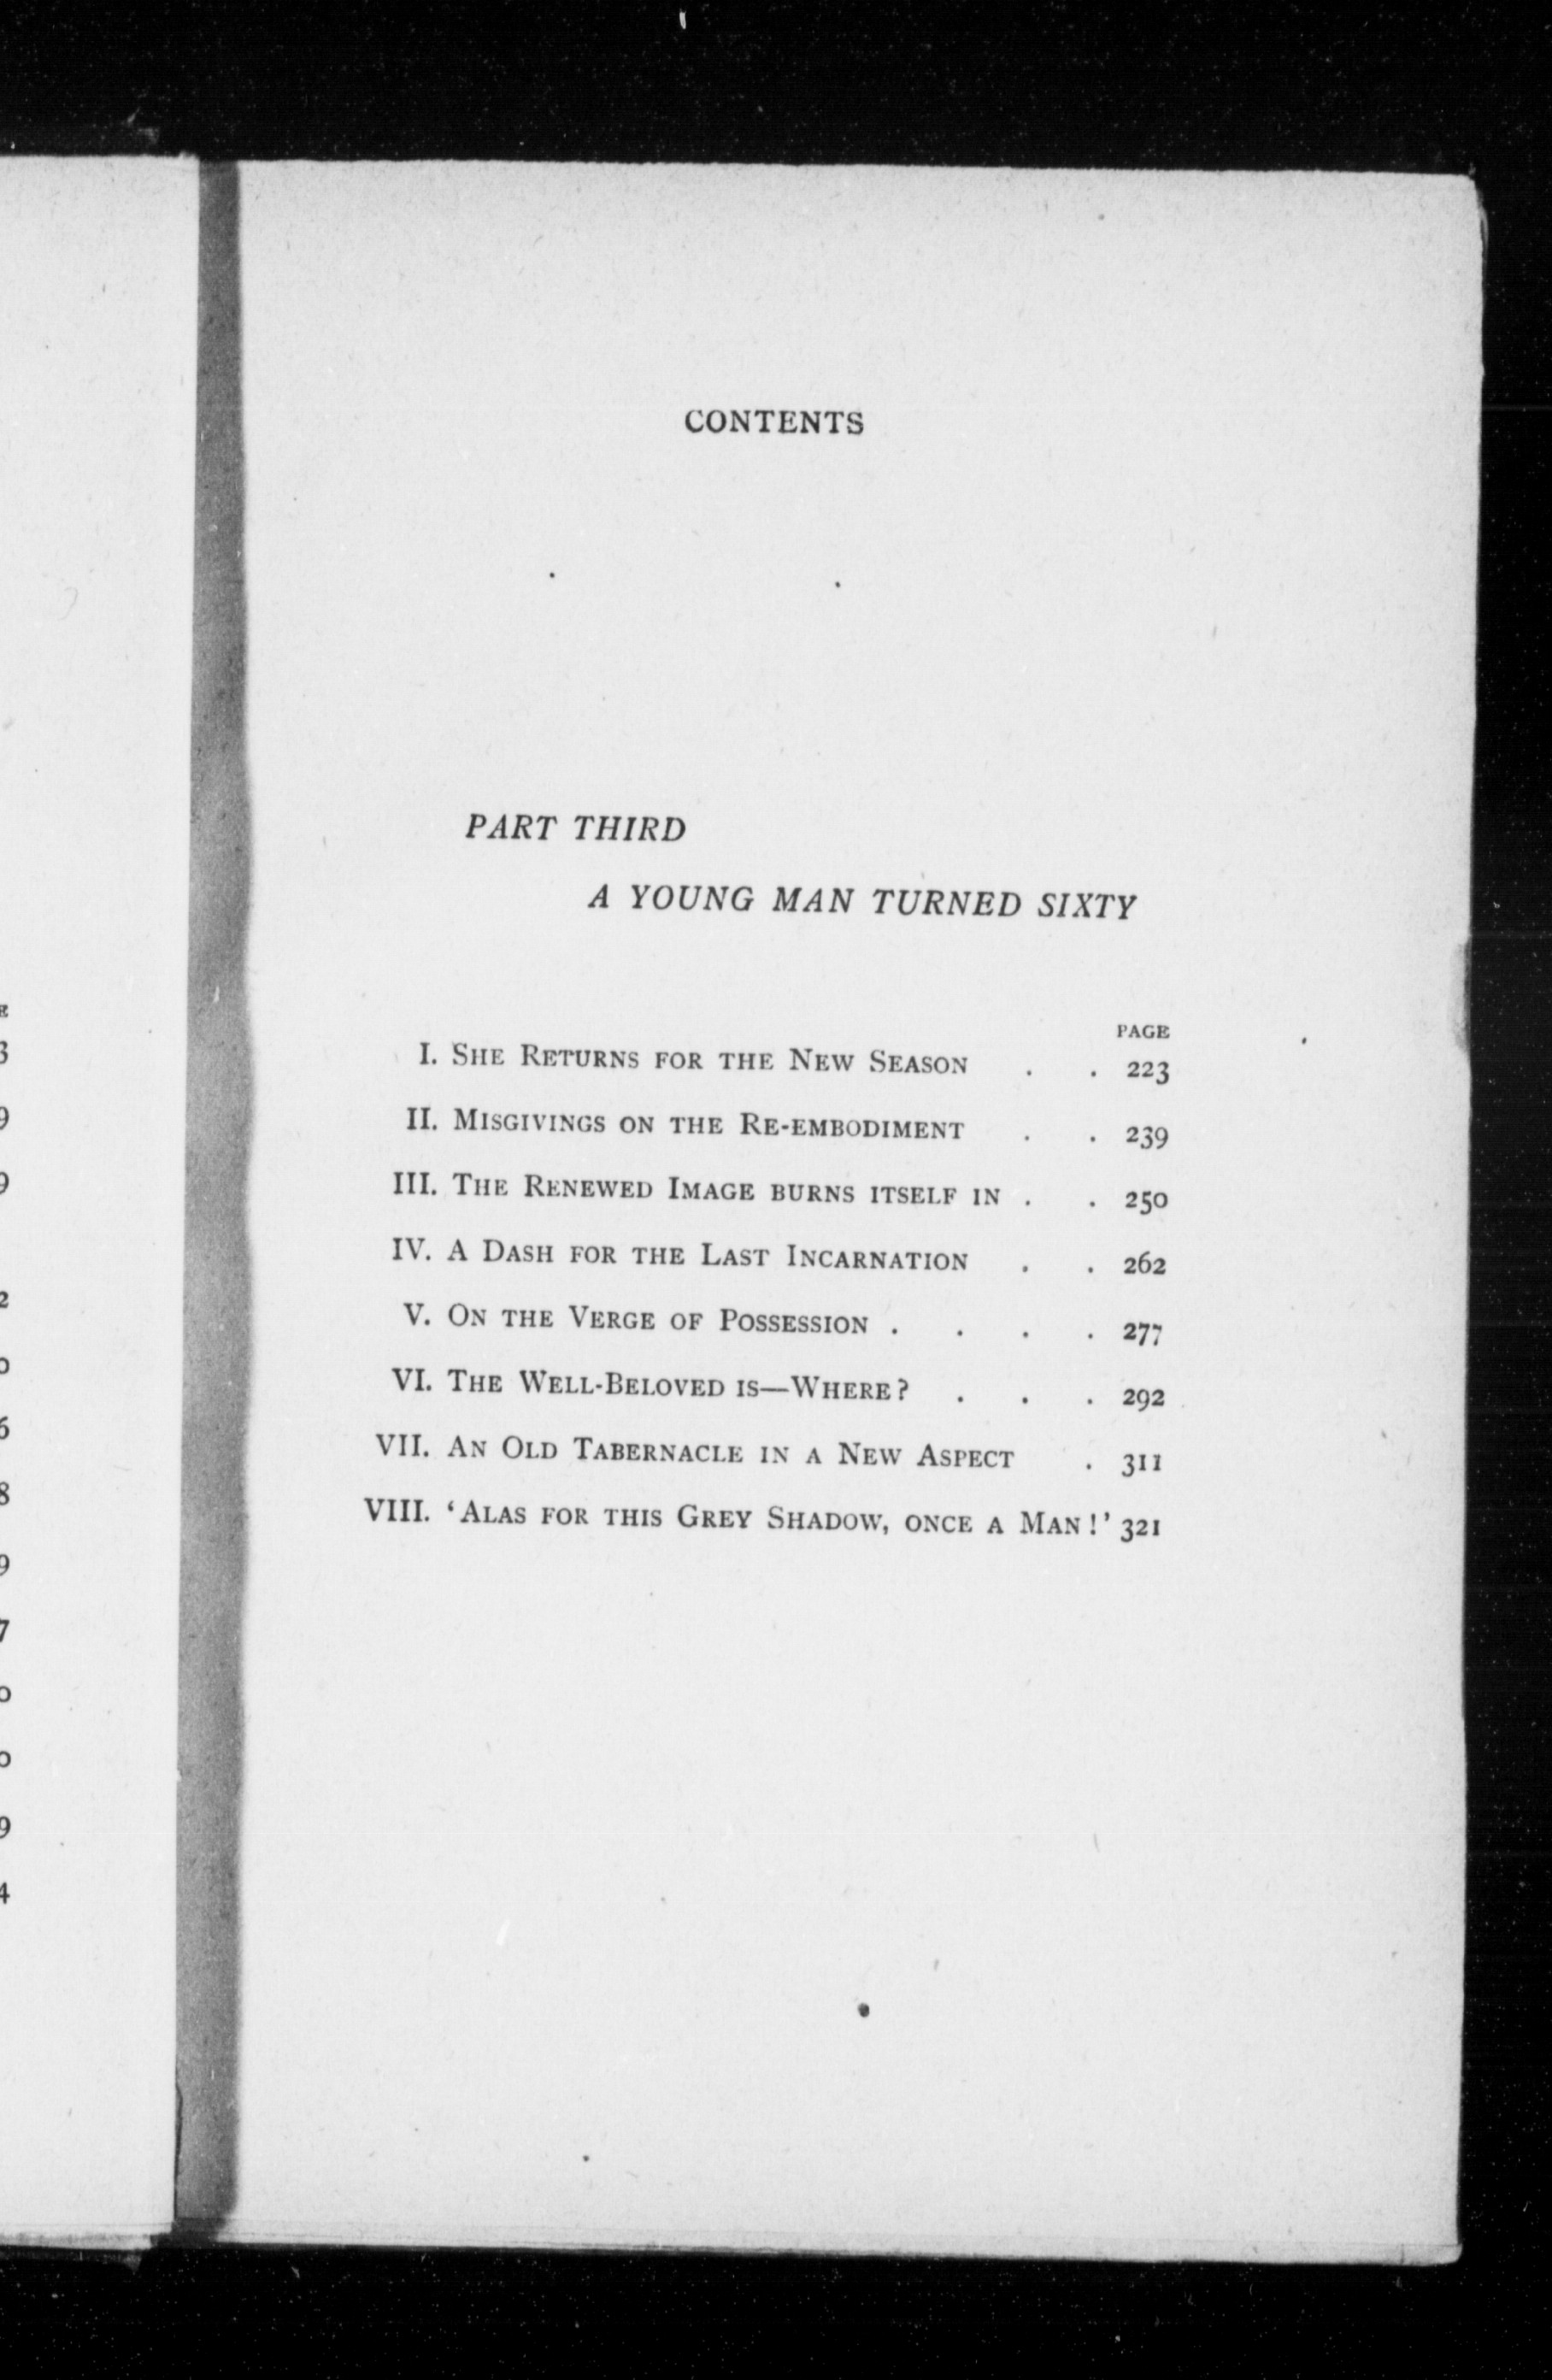 CONTENTS
PART THIRD
A YOUNG MAN TURNED SIXTY
PAGE
I. SHE RETURNS FOR THE NEW SEASON . . 223
II. MISGIVINGS ON THE RE-EMBODIMENT . . 239
III. THE RENEWED IMAGE BURNS ITSELF IN . . 250
IV. A DASH FOR THE LAST INCARNATION . . 262
V. ON THE VERGE OF POSSESSION . . . . 277
VI. THE WELL-BELOVED IS—WHERE? . . . 292
VII. AN OLD TABERNACLE IN A NEW ASPECT . 311
VIII. ‘ALAS FOR THIS GREY SHADOW, ONCE A MAN!’ 321